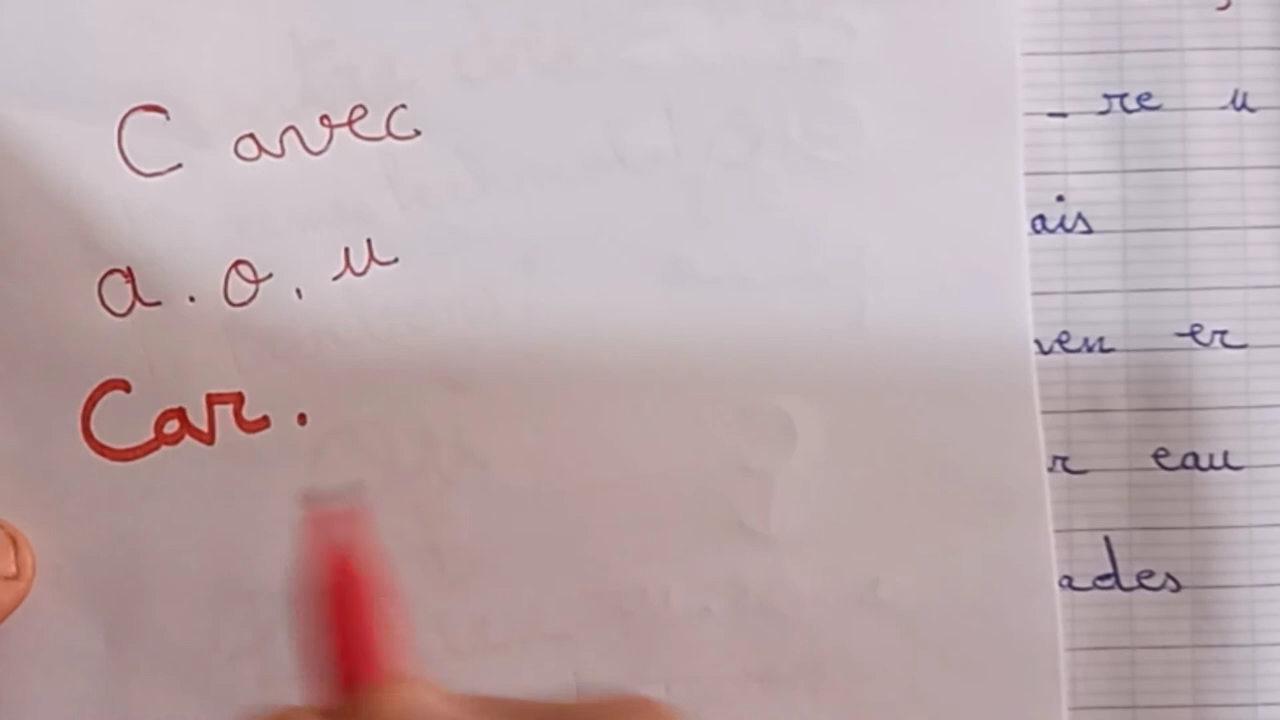 C avec
a. o. u
Car.
_ re u
ais
ven er
r eau
ades